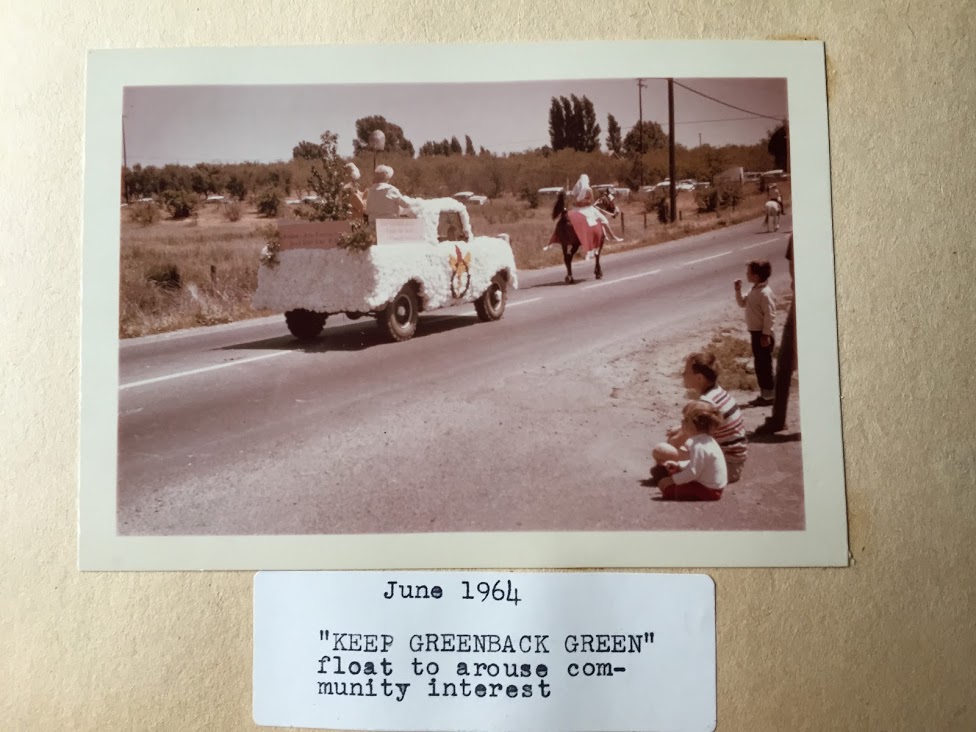 June 1964
"KEEP GREENBACK GREEN"
float to arouse com-
munity interest